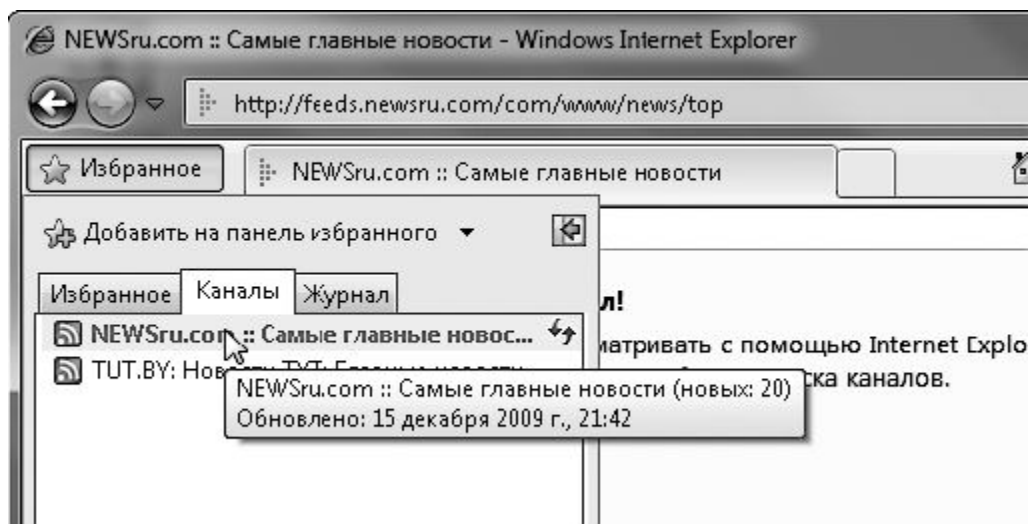 NEWSru.com :: Самые главные новости - Windows Internet Explorer
http://feeds.newsru.com/com/www/news/top
Избранное
NEWSru.com :: Самые главные новости
Добавить на панель избранного
Избранное Каналы Журнал
NEWSru.com :: Самые главные новос...
TUT.BY:
NEWSru.com :: Самые главные новости (новых: 20)
Обновлено: 15 декабря 2009 г., 21:42
л!
матривать с помощью Internet Explo
ска каналов.